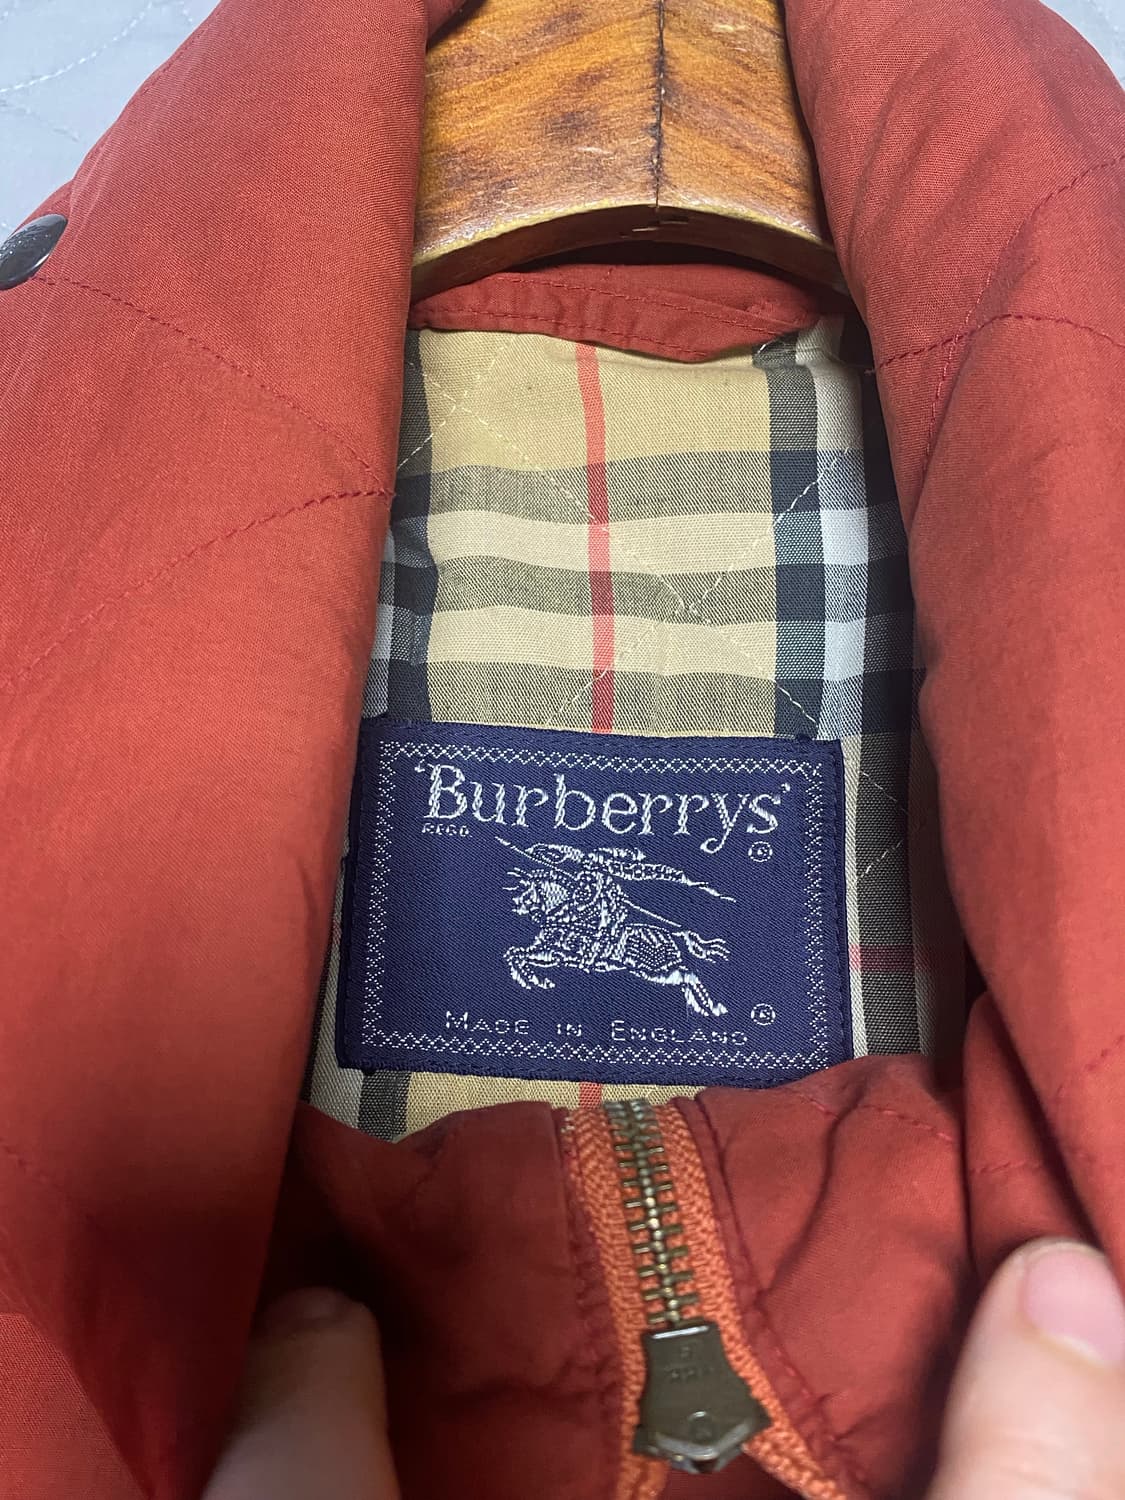 'Burberrys'
REGD
®
MADE IN ENGLAND ®